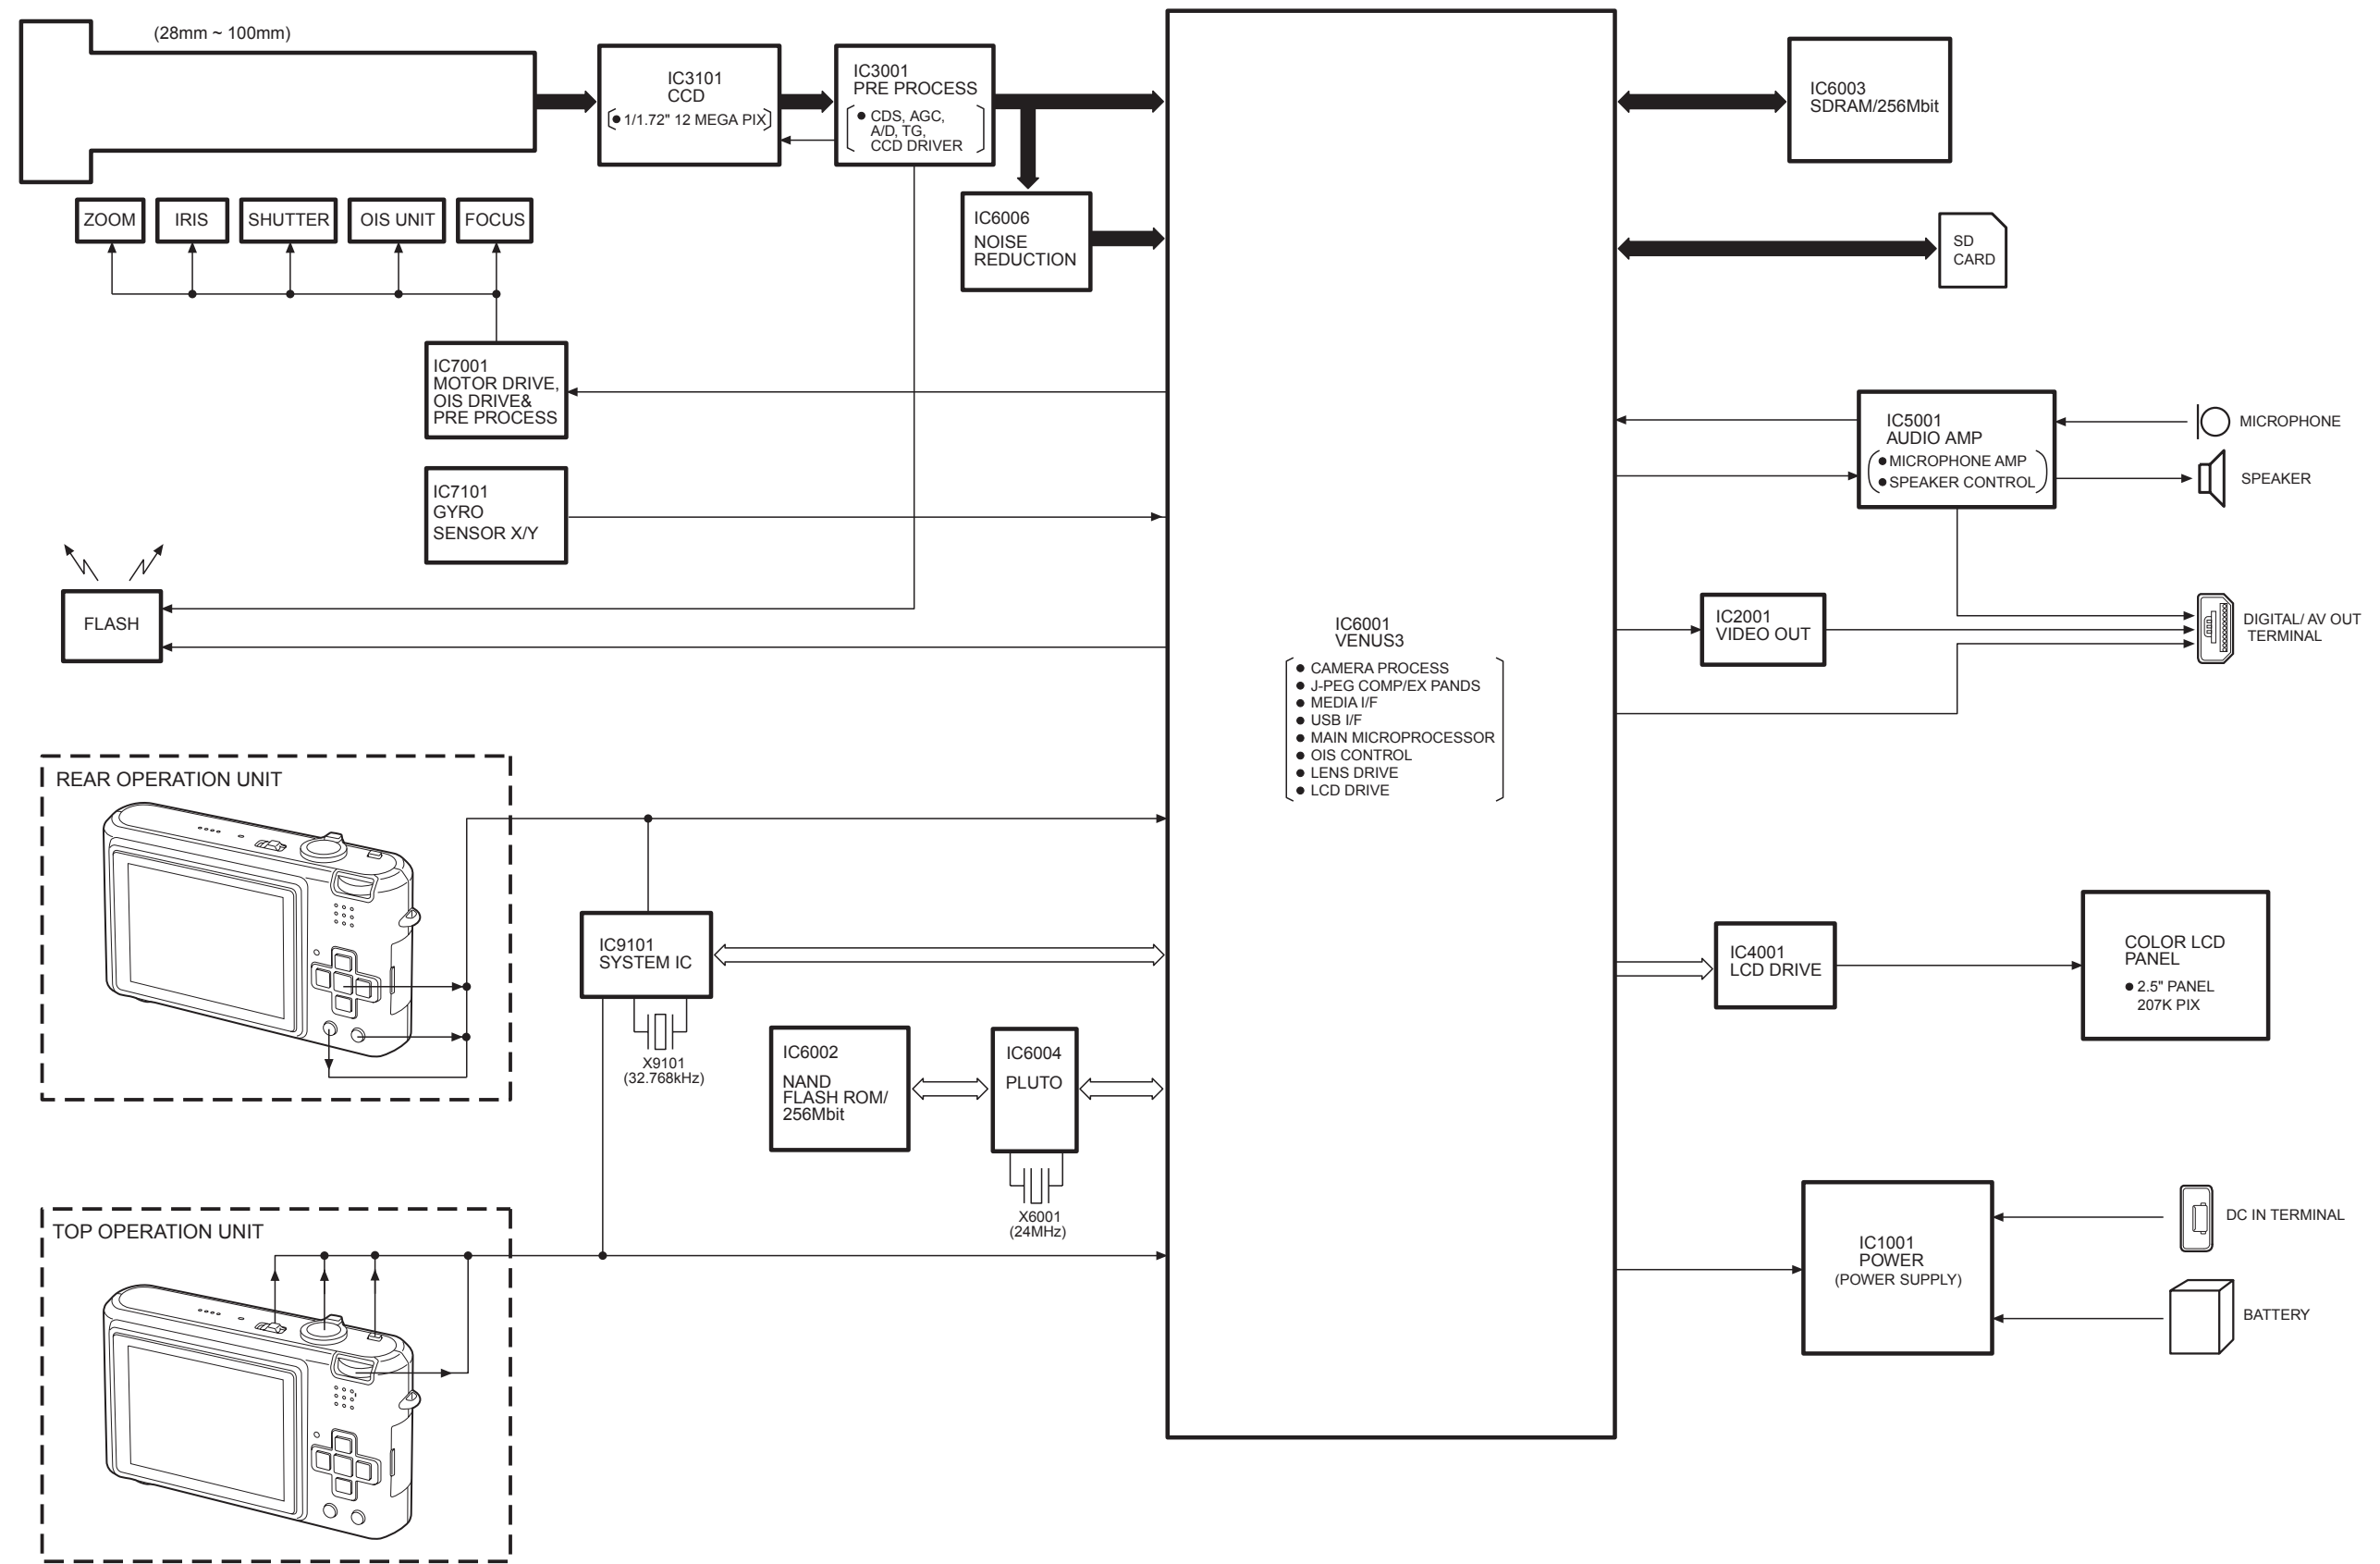 (28mm ~ 100mm)
IC3101
CCD
● 1/1.72" 12 MEGA PIX
IC3001
PRE PROCESS
● CDS, AGC,
A/D, TG,
CCD DRIVER
IC6003
SDRAM/256Mbit
ZOOM
IRIS
SHUTTER
OIS UNIT
FOCUS
IC6006
NOISE
REDUCTION
SD
CARD
IC7001
MOTOR DRIVE,
OIS DRIVE&
PRE PROCESS
IC5001
AUDIO AMP
● MICROPHONE AMP
● SPEAKER CONTROL
MICROPHONE
SPEAKER
IC7101
GYRO
SENSOR X/Y
FLASH
IC6001
VENUS3
● CAMERA PROCESS
● J-PEG COMP/EX PANDS
● MEDIA I/F
● USB I/F
● MAIN MICROPROCESSOR
● OIS CONTROL
● LENS DRIVE
● LCD DRIVE
IC2001
VIDEO OUT
DIGITAL/ AV OUT
TERMINAL
REAR OPERATION UNIT
IC9101
SYSTEM IC
X9101
(32.768kHz)
IC6002
NAND
FLASH ROM/
256Mbit
IC6004
PLUTO
X6001
(24MHz)
IC4001
LCD DRIVE
COLOR LCD
PANEL
● 2.5" PANEL
207K PIX
TOP OPERATION UNIT
IC1001
POWER
(POWER SUPPLY)
DC IN TERMINAL
BATTERY